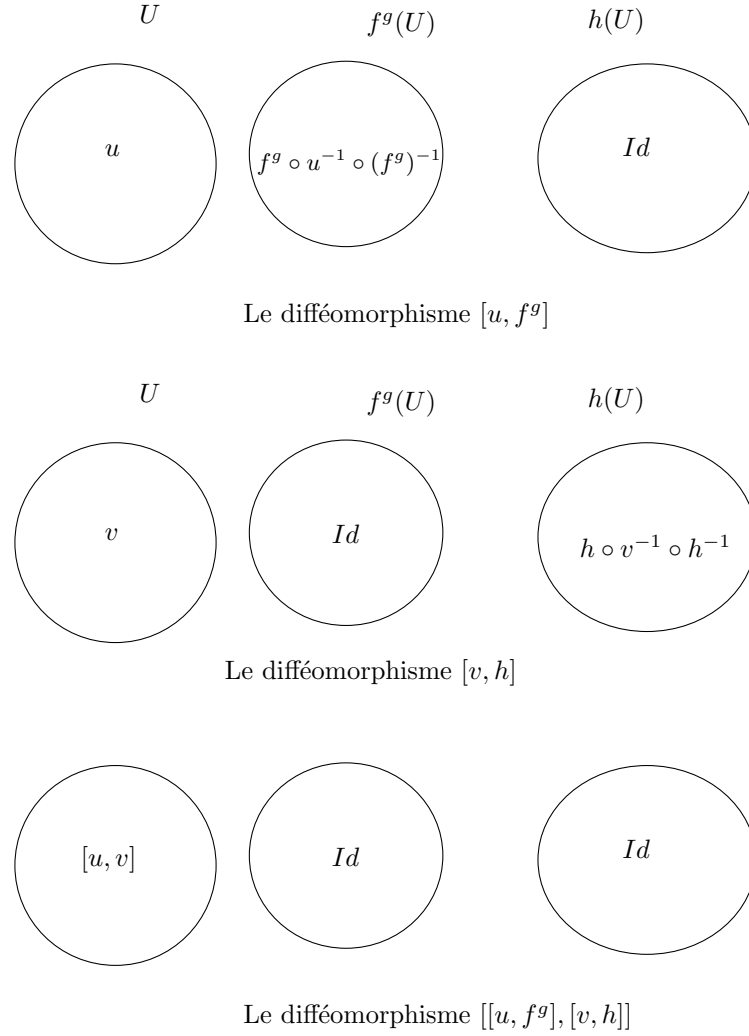 U f^g(U) h(U)
u f^g ∘ u^{-1} ∘ (f^g)^{-1} Id
Le difféomorphisme [u, f^g]
U f^g(U) h(U)
v Id h ∘ v^{-1} ∘ h^{-1}
Le difféomorphisme [v, h]
[u, v] Id Id
Le difféomorphisme [[u, f^g], [v, h]]